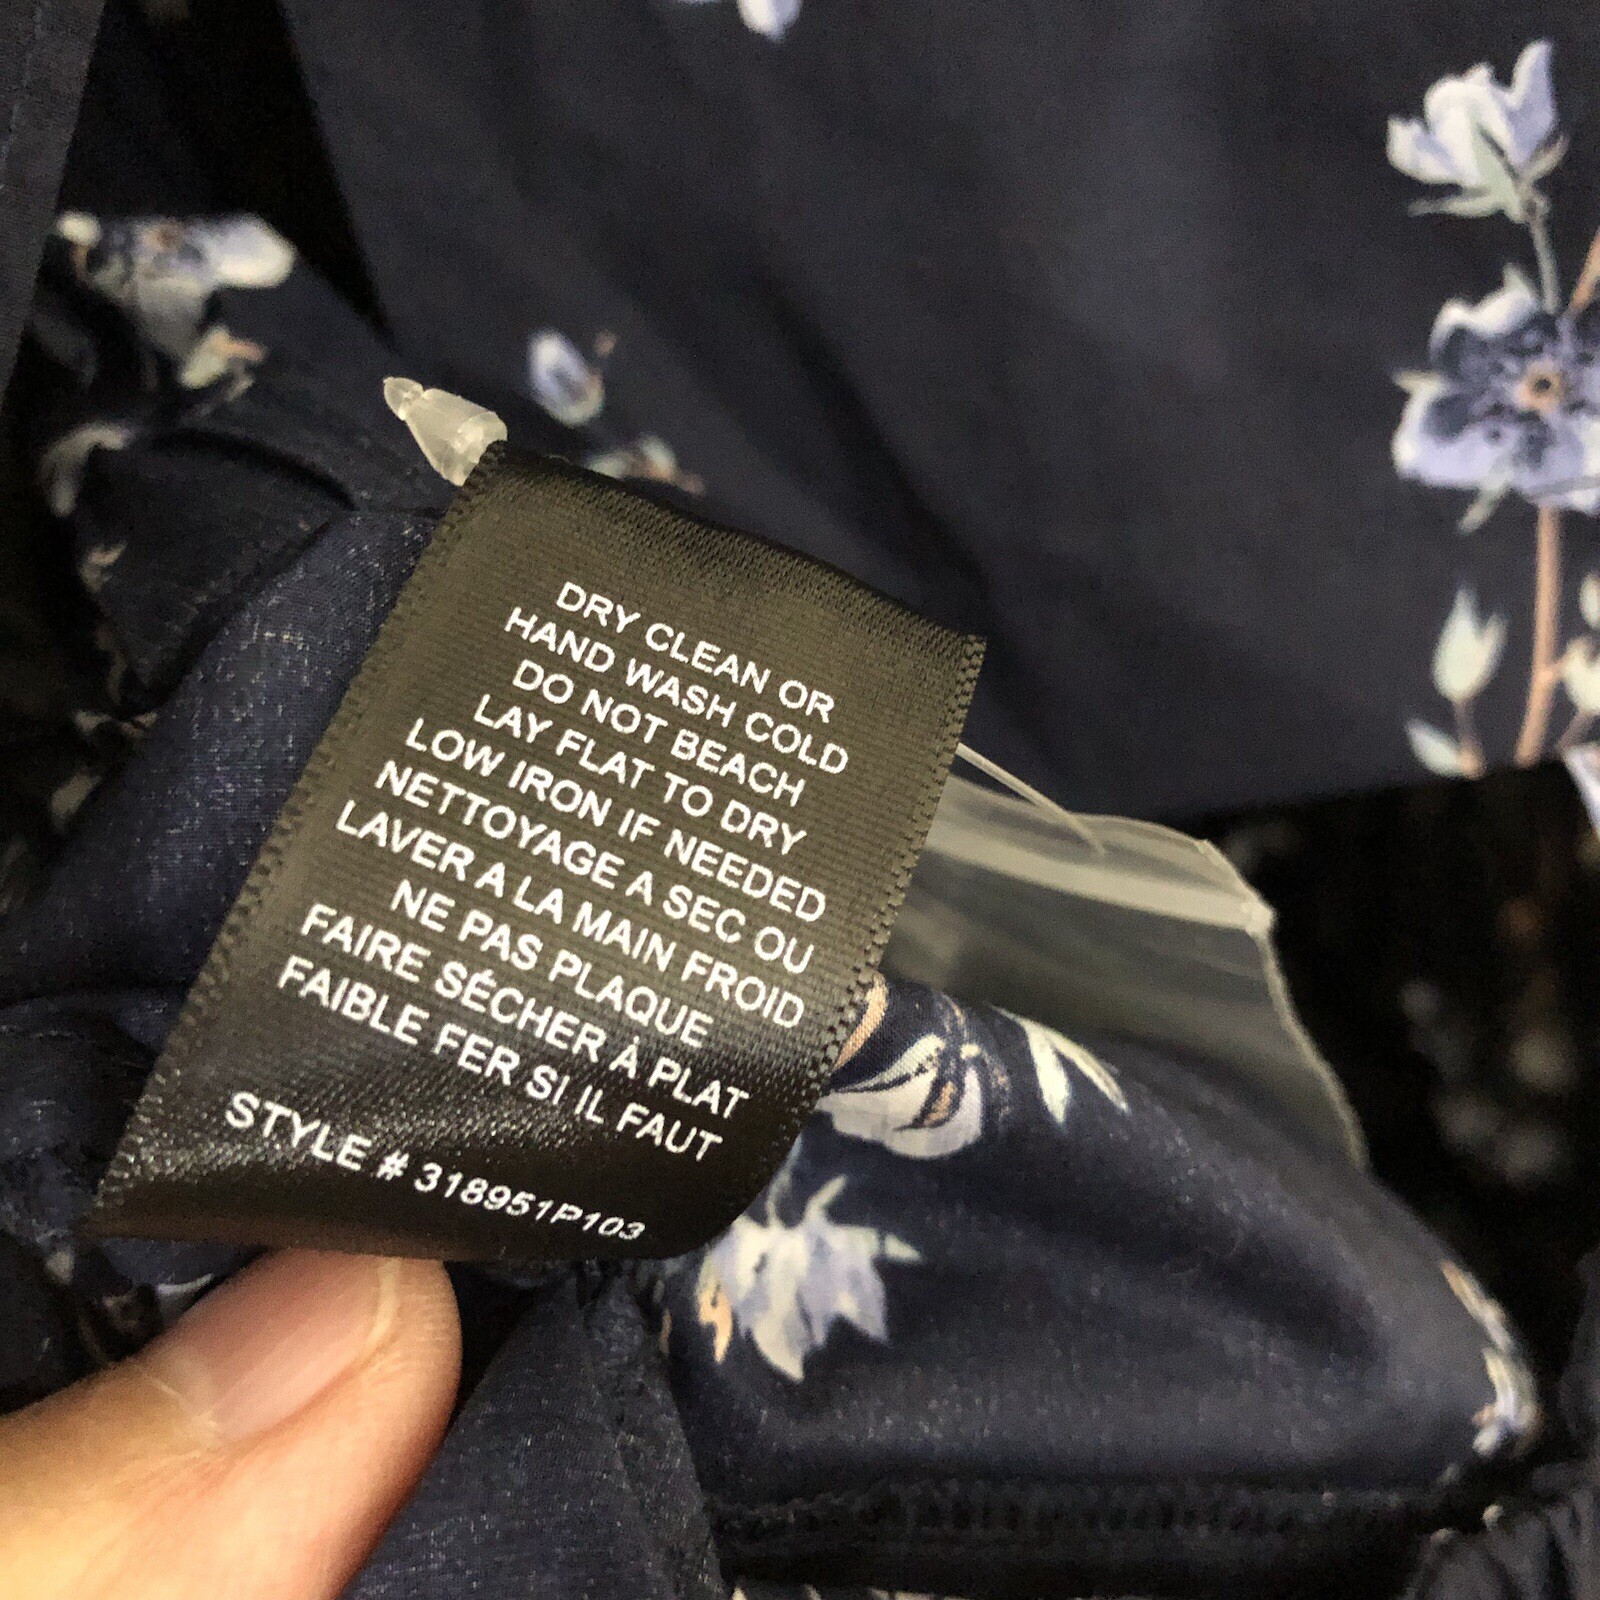 DRY CLEAN OR
HAND WASH COLD
DO NOT BEACH
LAY FLAT TO DRY
LOW IRON IF NEEDED
NETTOYAGE A SEC OU
LAVER A LA MAIN FROID
NE PAS PLAQUE
FAIRE SÉCHER À PLAT
FAIBLE FER SI IL FAUT
STYLE # 318951P103